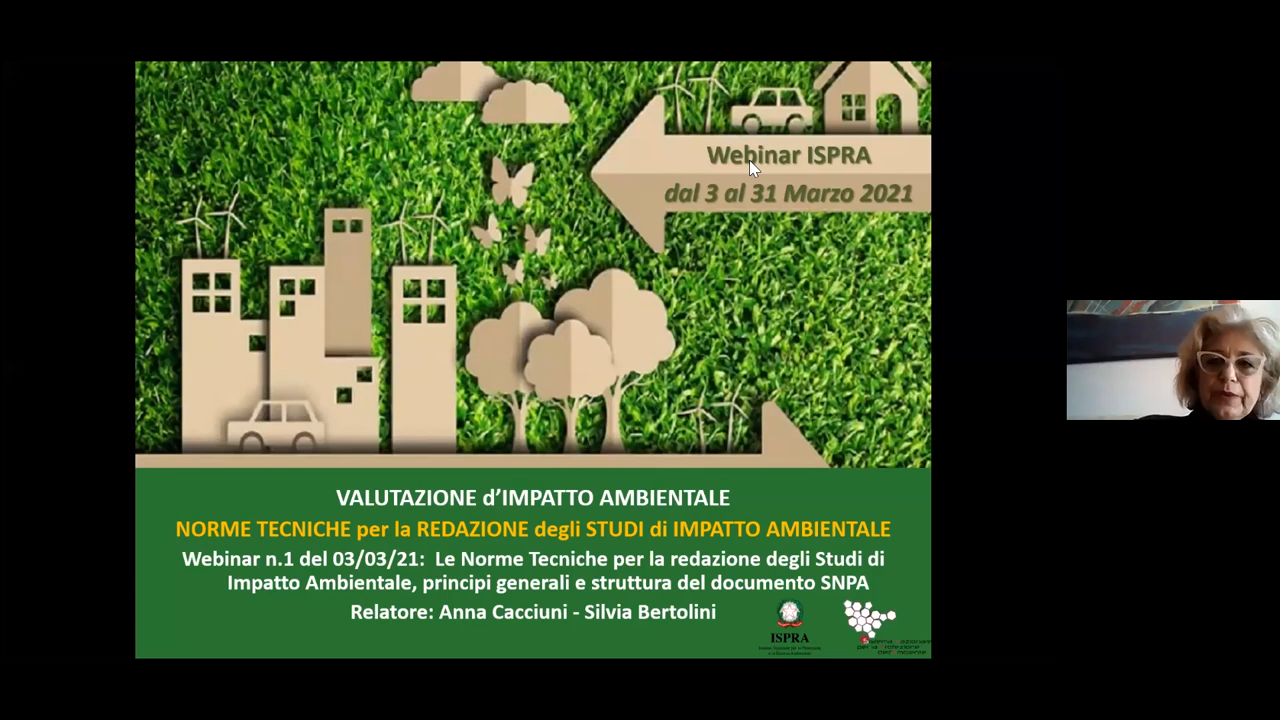 Webinar ISPRA
dal 3 al 31 Marzo 2021
VALUTAZIONE d'IMPATTO AMBIENTALE
NORME TECNICHE per la REDAZIONE degli STUDI di IMPATTO AMBIENTALE
Webinar n.1 del 03/03/21: Le Norme Tecniche per la redazione degli Studi di
Impatto Ambientale, principi generali e struttura del documento SNPA
Relatore: Anna Cacciuni - Silvia Bertolini
ISPRA